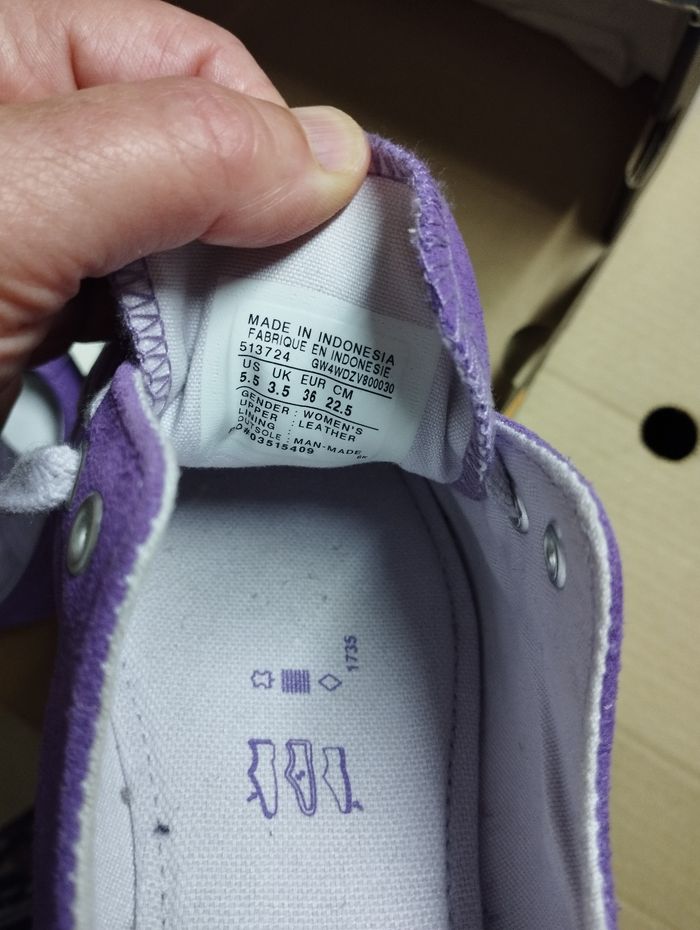 MADE IN INDONESIA
FABRIQUE EN INDONESIE
513724 GW4WDZV800030
US UK EUR CM
5.5 3.5 36 22.5
GENDER : WOMEN'S
UPPER : LEATHER
LINING :
OUTSOLE : MAN-MADE
PO#03515409
1735